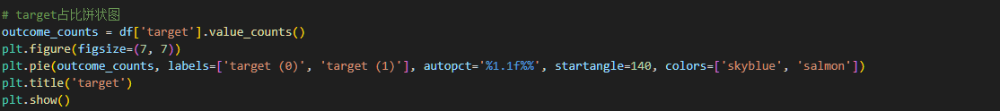 # target占比饼状图
outcome_counts = df['target'].value_counts()
plt.figure(figsize=(7, 7))
plt.pie(outcome_counts, labels=['target (0)', 'target (1)'], autopct='%1.1f%%', startangle=140, colors=['skyblue', 'salmon'])
plt.title('target')
plt.show()